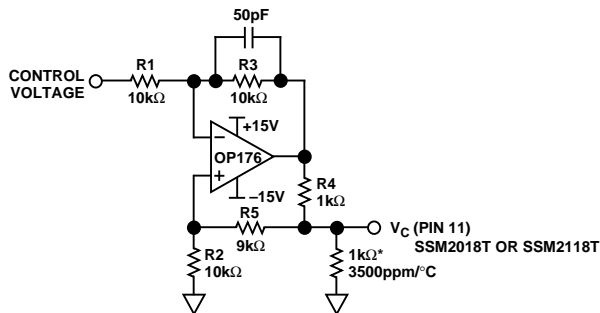 50pF
R1
R3
CONTROL
VOLTAGE
10kΩ
10kΩ
+15V
−
OP176
+
−15V
R4
1kΩ
R5
9kΩ
VC (PIN 11)
SSM2018T OR SSM2118T
R2
10kΩ
1kΩ*
3500ppm/°C